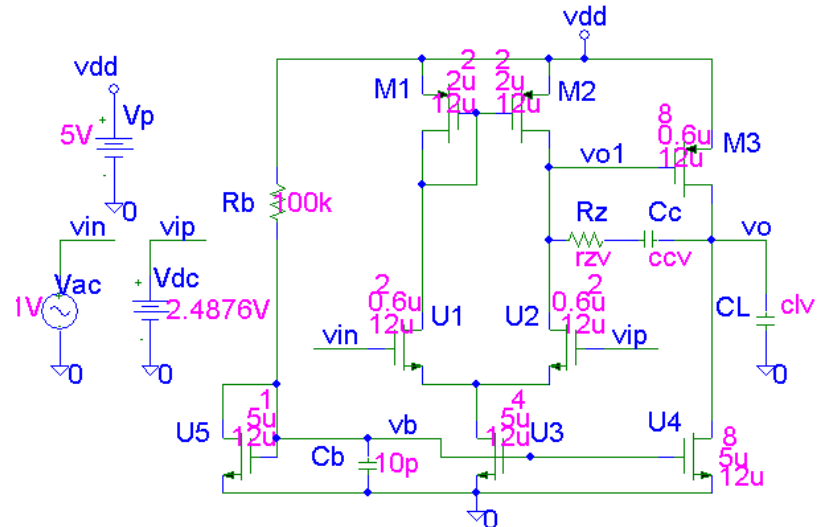 vdd
vdd
2 2
M1 2u 2u M2
12u 12u
8
0.6u M3
12u
+ Vp
5V
-
0
vo1
Rb 100k
Rz Cc vo
rzv ccv
vin vip
+ Vac + Vdc
1V 2.4876V
- 0 0
2 2
0.6u U1 U2 0.6u
12u 12u
vin vip
CL clv
0
1 4
U5 5u vb 5u U3 U4 8
12u 12u 5u
Cb 10p 12u
0